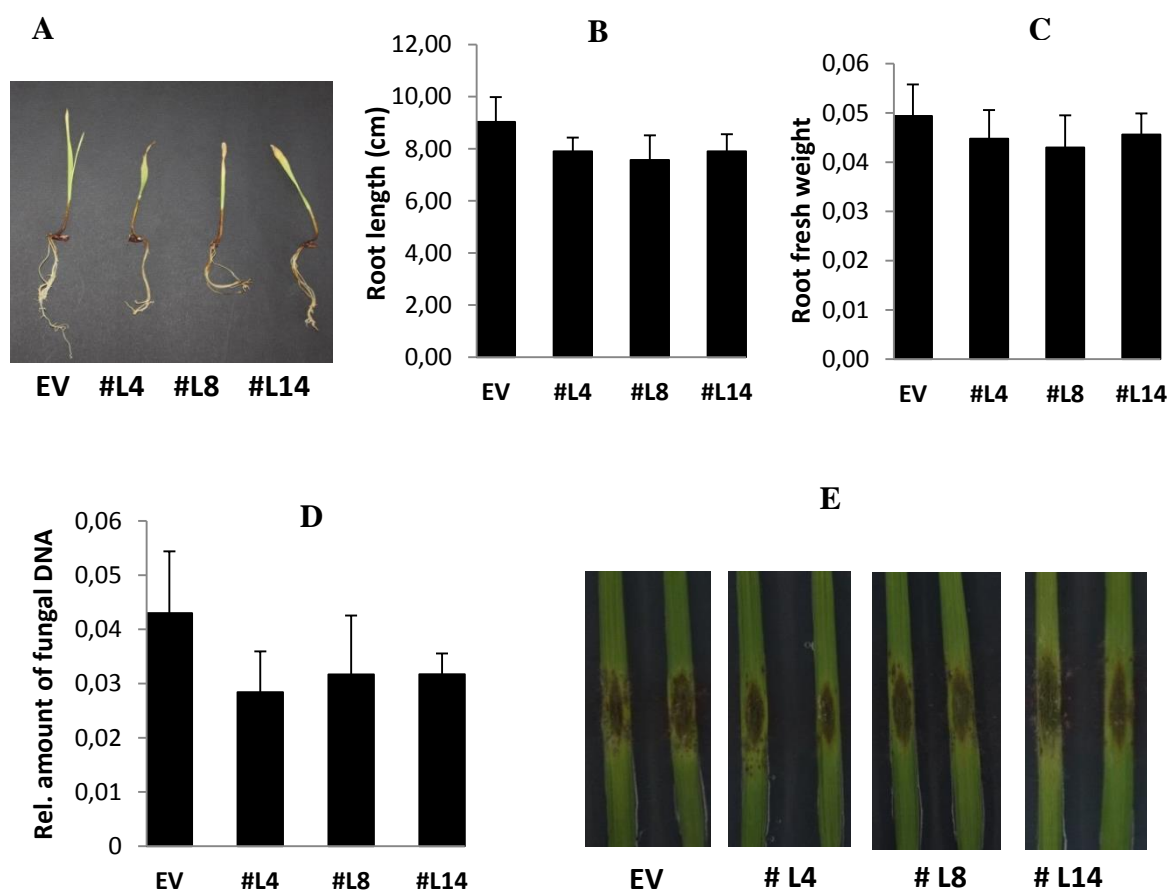 A
EV #L4 #L8 #L14
B
Root length (cm)
12,00
10,00
8,00
6,00
4,00
2,00
0,00
EV #L4 #L8 #L14
C
Root fresh weight
0,06
0,05
0,04
0,03
0,02
0,01
0,00
EV #L4 #L8 #L14
D
Rel. amount of fungal DNA
0,06
0,05
0,04
0,03
0,02
0,01
0
EV #L4 #L8 #L14
E
EV # L4 # L8 # L14